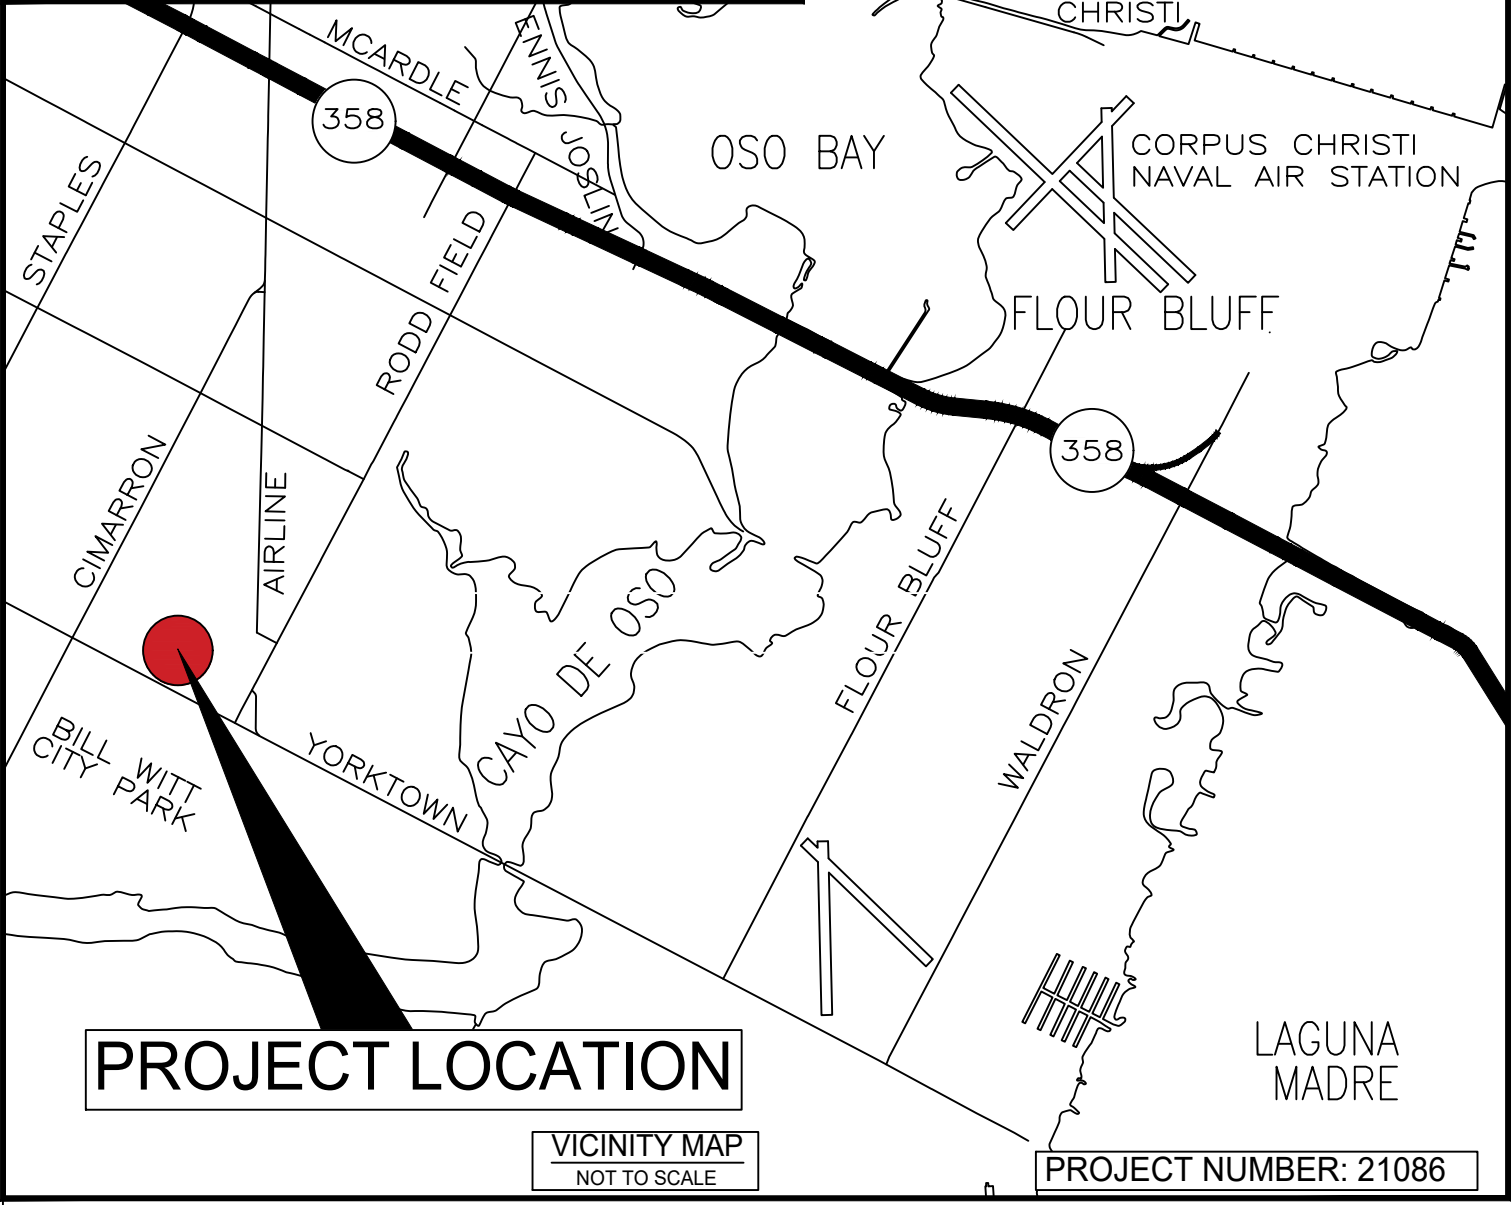 CHRISTI
MCARDLE
ENNIS JOSLIN
358
OSO BAY
CORPUS CHRISTI
NAVAL AIR STATION
STAPLES
RODD FIELD
FLOUR BLUFF
358
CIMARRON
AIRLINE
CAYO DE OSO
FLOUR BLUFF
WALDRON
BILL WITT
CITY PARK
YORKTOWN
LAGUNA
MADRE
PROJECT LOCATION
VICINITY MAP
NOT TO SCALE
PROJECT NUMBER: 21086